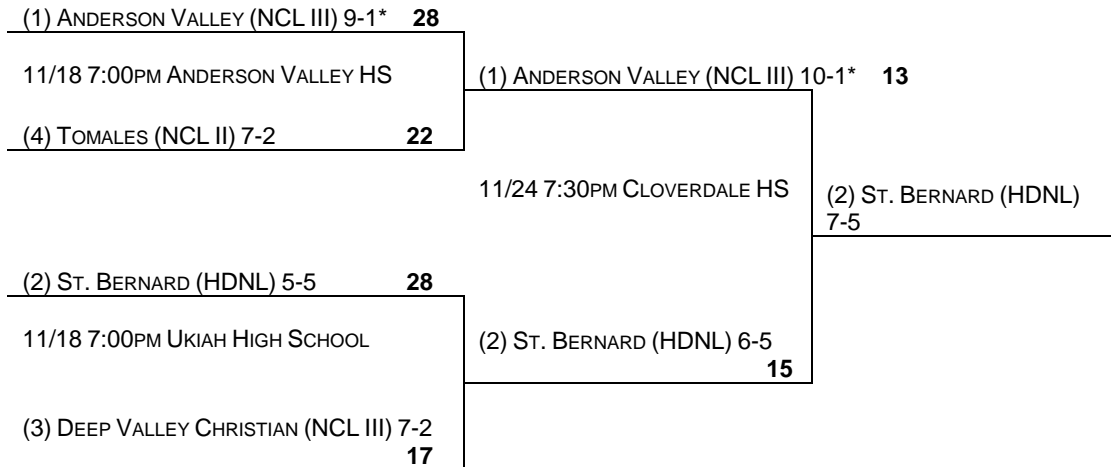 (1) Anderson Valley (NCL III) 9-1* 28
11/18 7:00pm Anderson Valley HS
(4) Tomales (NCL II) 7-2 22
(1) Anderson Valley (NCL III) 10-1* 13
11/24 7:30pm Cloverdale HS
(2) St. Bernard (HDNL)
7-5
(2) St. Bernard (HDNL) 5-5 28
11/18 7:00pm Ukiah High School
(2) St. Bernard (HDNL) 6-5
15
(3) Deep Valley Christian (NCL III) 7-2
17